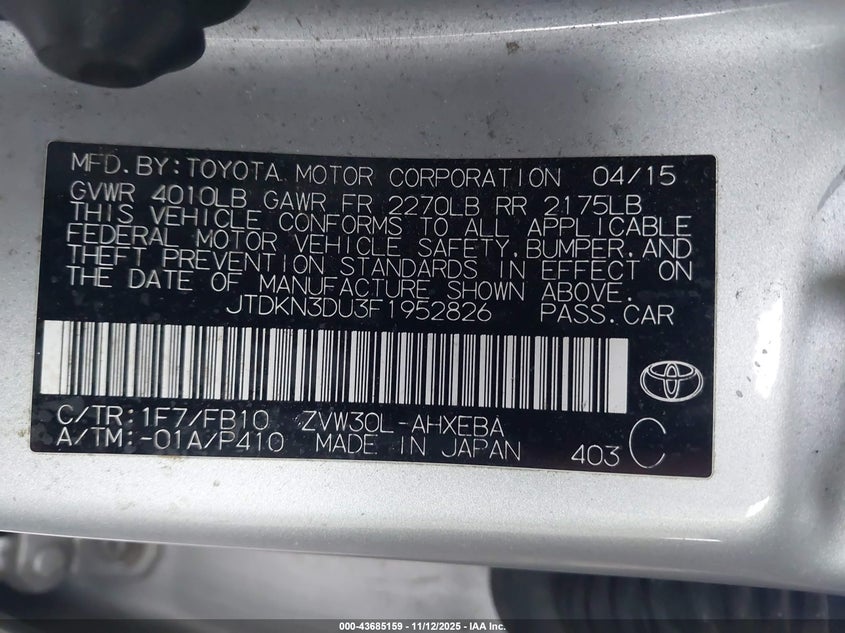 MFD.BY:TOYOTA MOTOR CORPORATION 04/15
GVWR 4010LB GAWR FR 2270LB RR 2175LB
THIS VEHICLE CONFORMS TO ALL APPLICABLE
FEDERAL MOTOR VEHICLE SAFETY,BUMPER,AND
THEFT PREVENTION STANDARDS IN EFFECT ON
THE DATE OF MANUFACTURE SHOWN ABOVE.
JTDKN3DU3F1952826 PASS.CAR
C/TR:1F7/FB10 ZVW30L-AHXEBA
A/TM:-01A/P410 MADE IN JAPAN 403 C
000-43685159 - 11/12/2025 - IAA Inc.